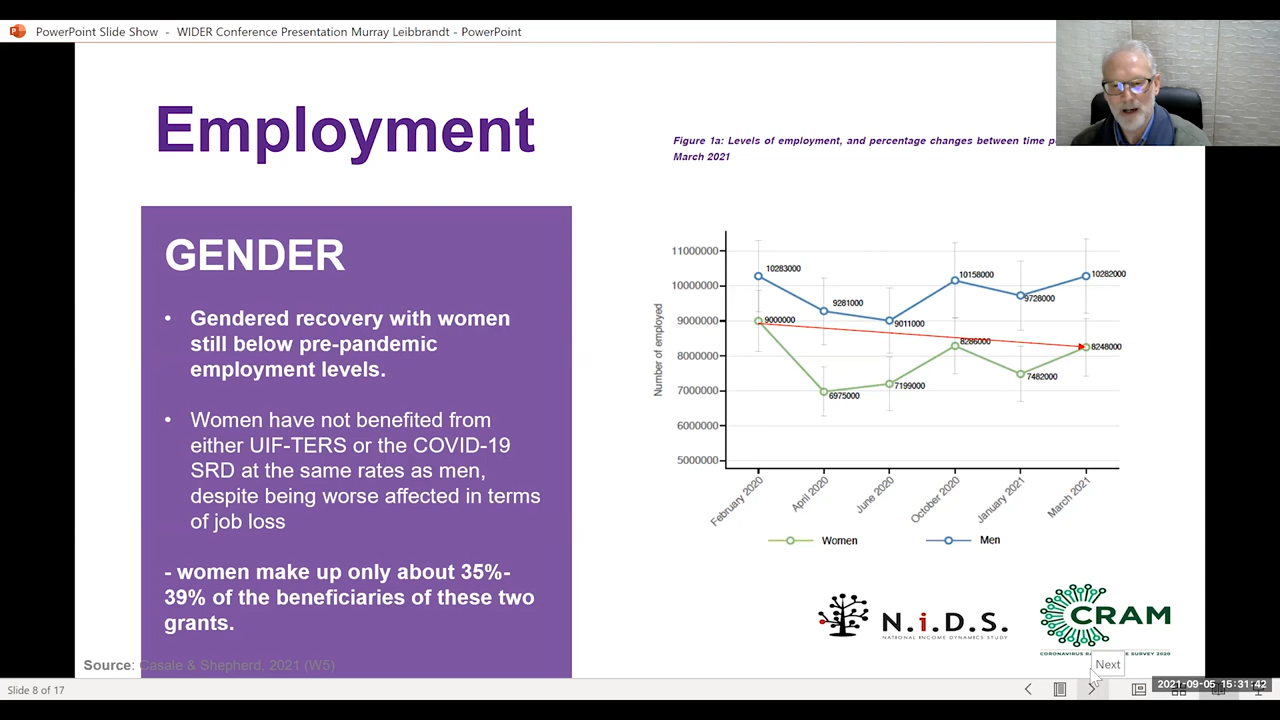 PowerPoint Slide Show - WIDER Conference Presentation Murray Leibbrandt - PowerPoint
Employment
Figure 1a: Levels of employment, and percentage changes between time
March 2021
GENDER
• Gendered recovery with women
still below pre-pandemic
employment levels.
• Women have not benefited from
either UIF-TERS or the COVID-19
SRD at the same rates as men,
despite being worse affected in terms
of job loss
- women make up only about 35%-
39% of the beneficiaries of these two
grants.
Source: Casale & Shepherd, 2021 (W5)
Number of employed
11000000
10000000
9000000
8000000
7000000
6000000
5000000
10283000
9281000
9011000
10158000
9728000
10282000
9000000
6975000
7199000
8286000
7482000
8248000
February 2020
April 2020
June 2020
October 2020
January 2021
March 2021
Women
Men
N.i.D.S.
NATIONAL INCOME DYNAMICS STUDY
CRAM
Next
Slide 8 of 17
2021-09-05 15:31:42